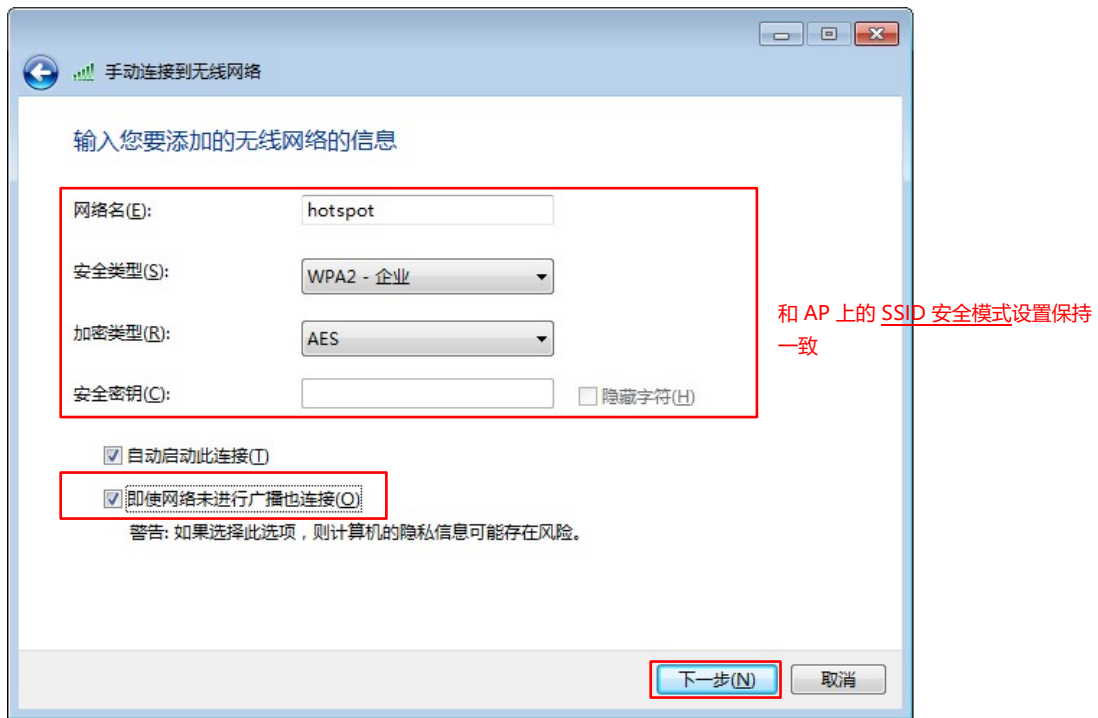 手动连接到无线网络
输入您要添加的无线网络的信息
网络名(E):
hotspot
安全类型(S):
WPA2 - 企业
加密类型(R):
AES
安全密钥(C):
隐藏字符(H)
和 AP 上的 SSID 安全模式设置保持
一致
自动启动此连接(T)
即使网络未进行广播也连接(O)
警告: 如果选择此选项，则计算机的隐私信息可能存在风险。
下一步(N)
取消